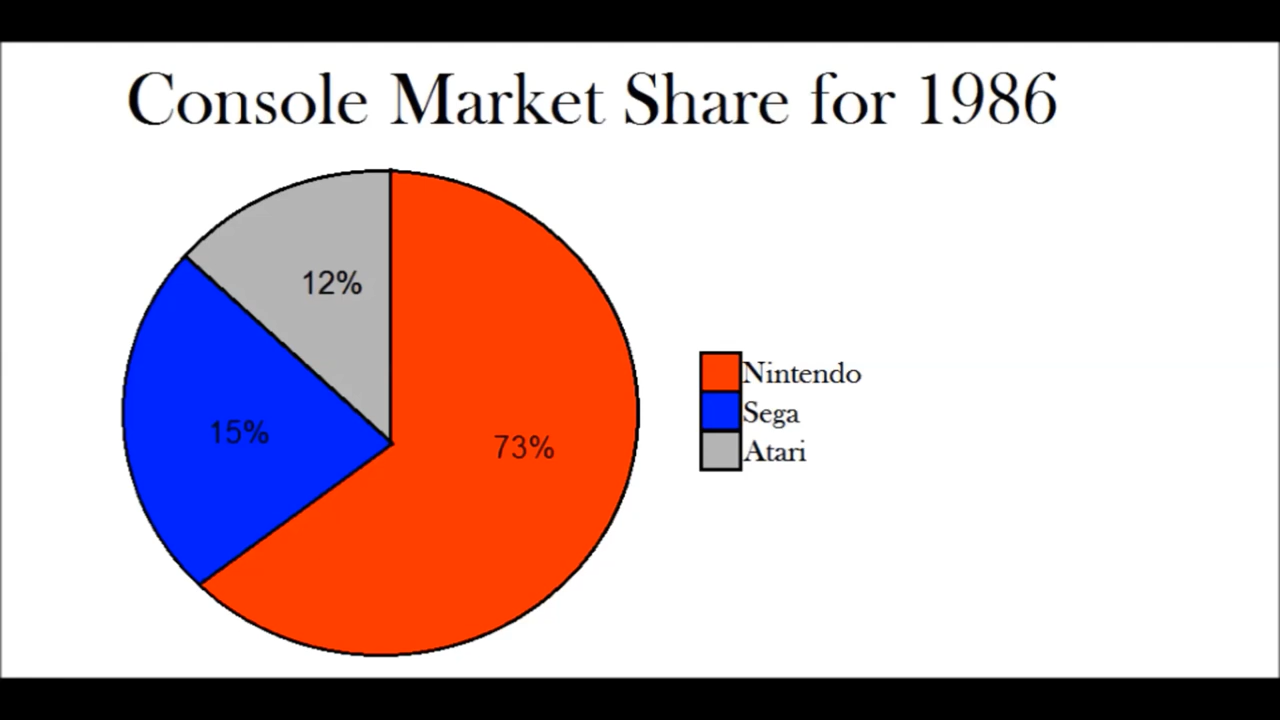 Console Market Share for 1986
12%
15%
73%
Nintendo
Sega
Atari